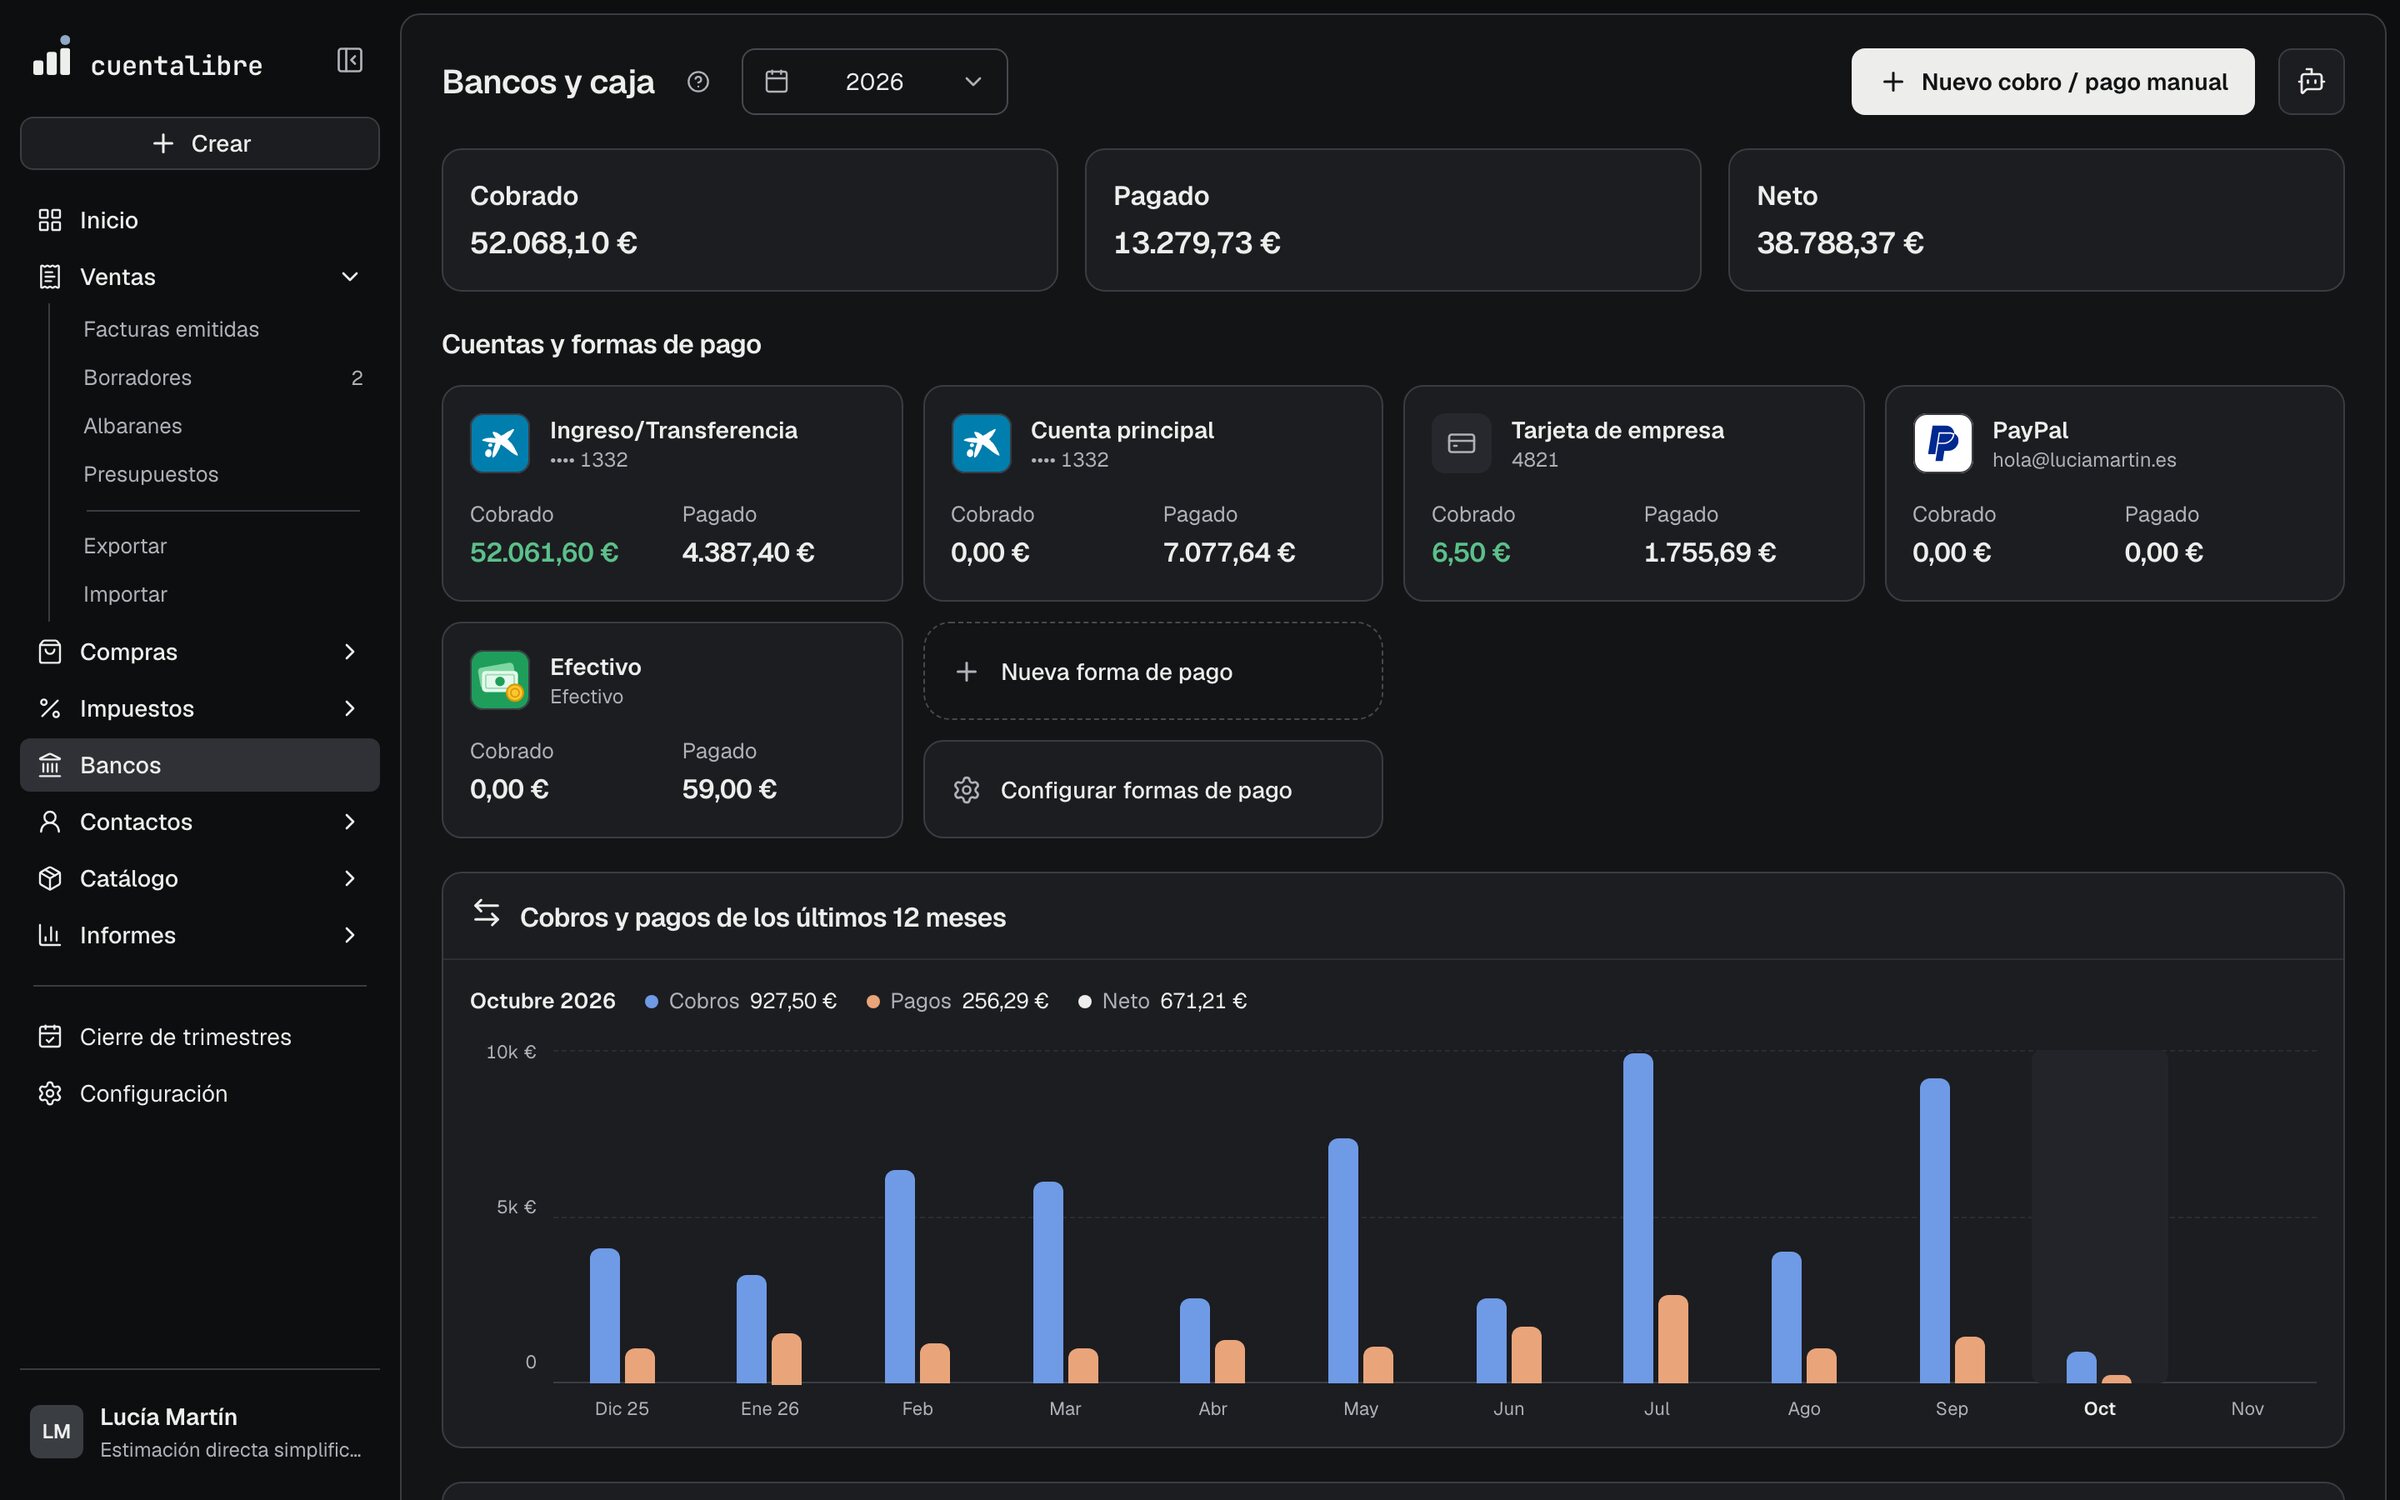 cuentalibre
Crear
Inicio
Ventas
Facturas emitidas
Borradores 2
Albaranes
Presupuestos
Exportar
Importar
Compras
Impuestos
Bancos
Contactos
Catálogo
Informes
Cierre de trimestres
Configuración
LM
Lucía Martín
Estimación directa simplific...
Bancos y caja
2026
Nuevo cobro / pago manual
Cobrado
52.068,10 €
Pagado
13.279,73 €
Neto
38.788,37 €
Cuentas y formas de pago
Ingreso/Transferencia
•••• 1332
Cobrado Pagado
52.061,60 € 4.387,40 €
Cuenta principal
•••• 1332
Cobrado Pagado
0,00 € 7.077,64 €
Tarjeta de empresa
4821
Cobrado Pagado
6,50 € 1.755,69 €
PayPal
hola@luciamartin.es
Cobrado Pagado
0,00 € 0,00 €
Efectivo
Efectivo
Cobrado Pagado
0,00 € 59,00 €
Nueva forma de pago
Configurar formas de pago
Cobros y pagos de los últimos 12 meses
Octubre 2026 Cobros 927,50 € Pagos 256,29 € Neto 671,21 €
10k €
5k €
0
Dic 25 Ene 26 Feb Mar Abr May Jun Jul Ago Sep Oct Nov